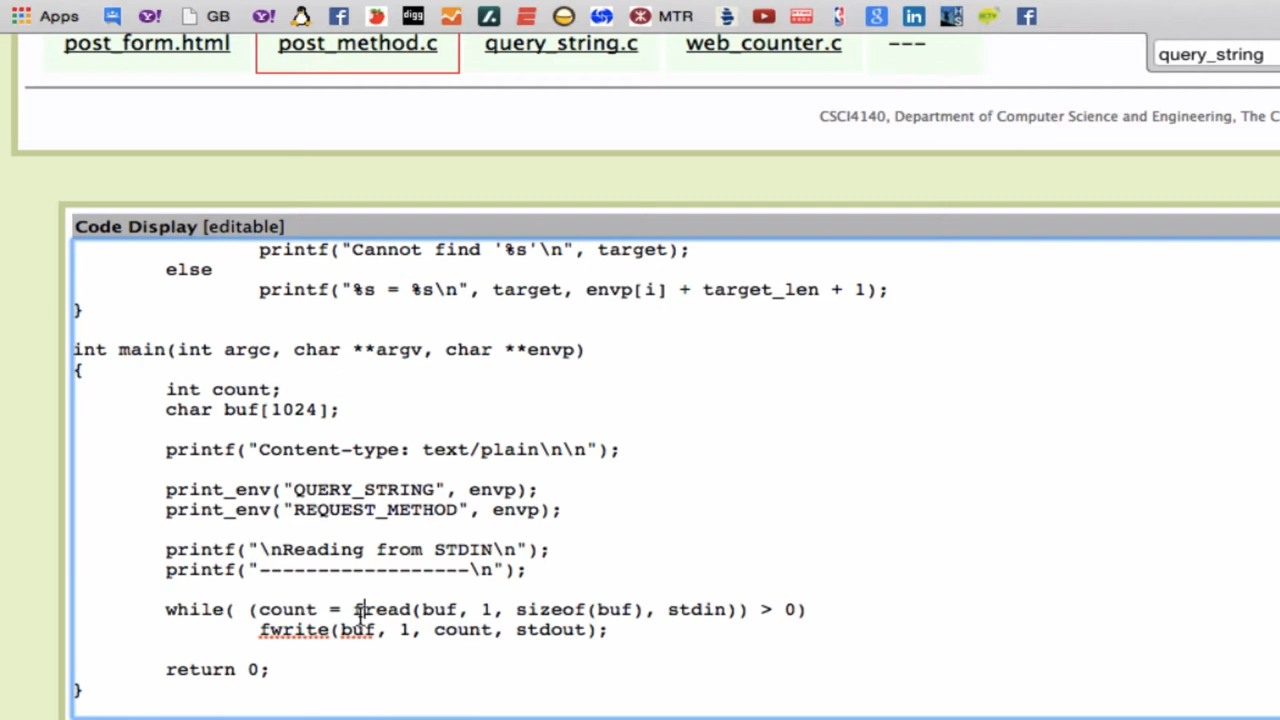 Apps GB digg MTR in
post_form.html post_method.c query_string.c web_counter.c ---
query_string
CSCI4140, Department of Computer Science and Engineering, The C
Code Display [editable]
printf("Cannot find '%s'\n", target);
else
printf("%s = %s\n", target, envp[i] + target_len + 1);
}
int main(int argc, char **argv, char **envp)
{
int count;
char buf[1024];
printf("Content-type: text/plain\n\n");
print_env("QUERY_STRING", envp);
print_env("REQUEST_METHOD", envp);
printf("\nReading from STDIN\n");
printf("------------------\n");
while( (count = fread(buf, 1, sizeof(buf), stdin)) > 0)
fwrite(buf, 1, count, stdout);
return 0;
}